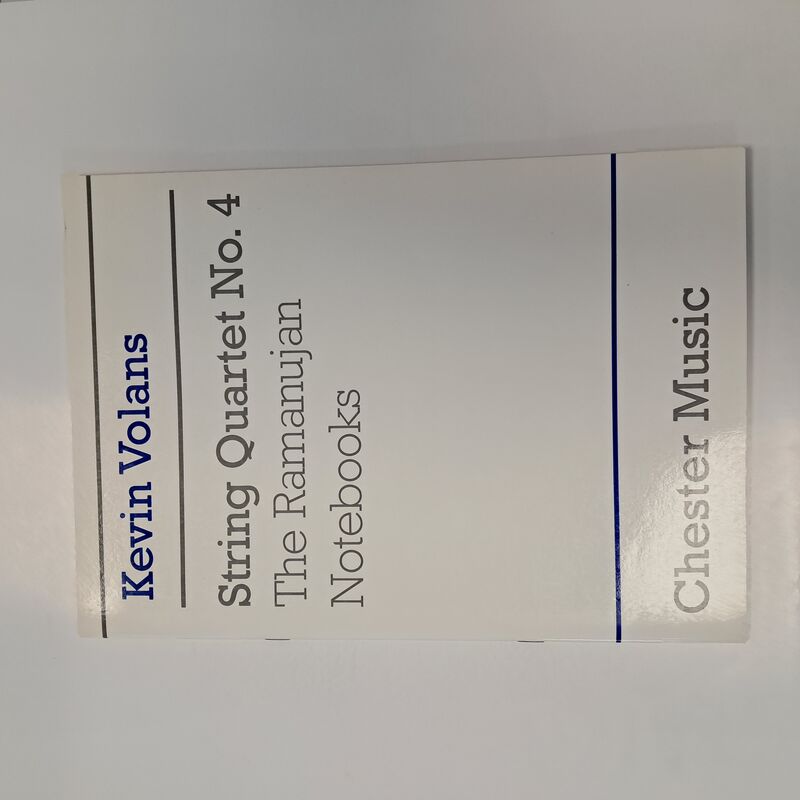 Kevin Volans
String Quartet No. 4
The Ramanujan
Notebooks
Chester Music